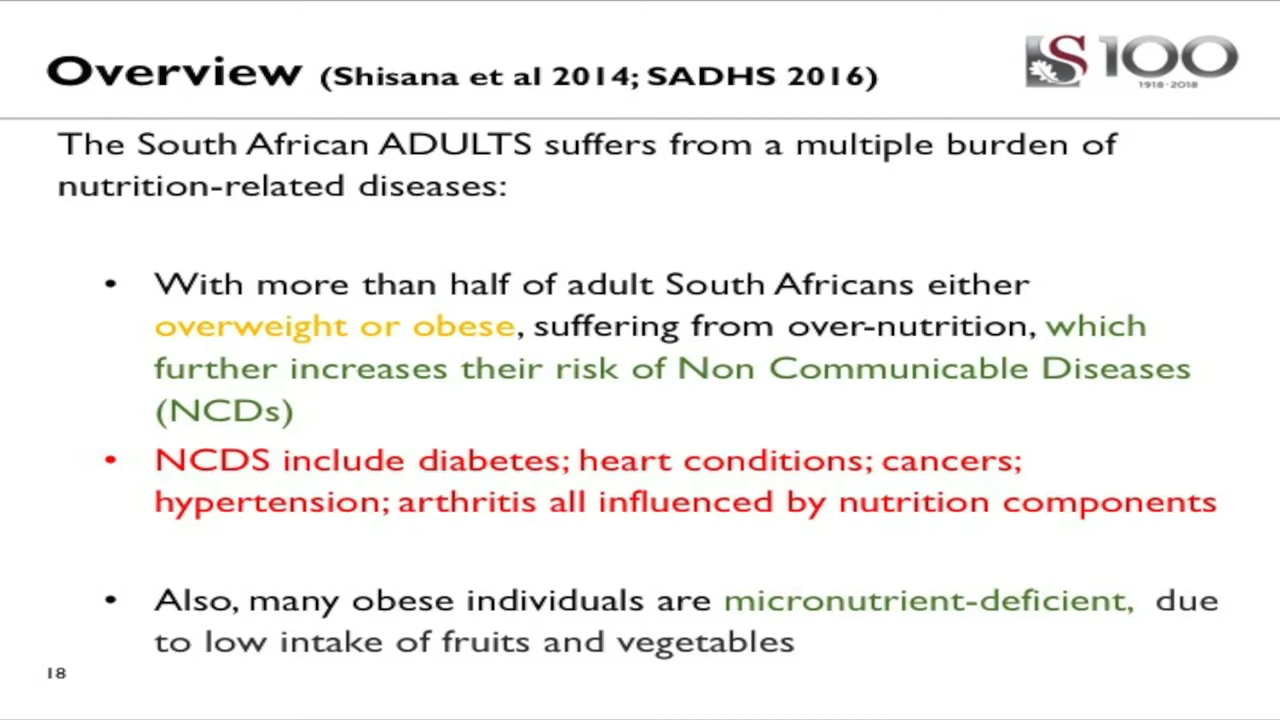 Overview (Shisana et al 2014; SADHS 2016)
S100
1918-2018
The South African ADULTS suffers from a multiple burden of
nutrition-related diseases:
• With more than half of adult South Africans either
overweight or obese, suffering from over-nutrition, which
further increases their risk of Non Communicable Diseases
(NCDs)
• NCDS include diabetes; heart conditions; cancers;
hypertension; arthritis all influenced by nutrition components
• Also, many obese individuals are micronutrient-deficient, due
to low intake of fruits and vegetables
18